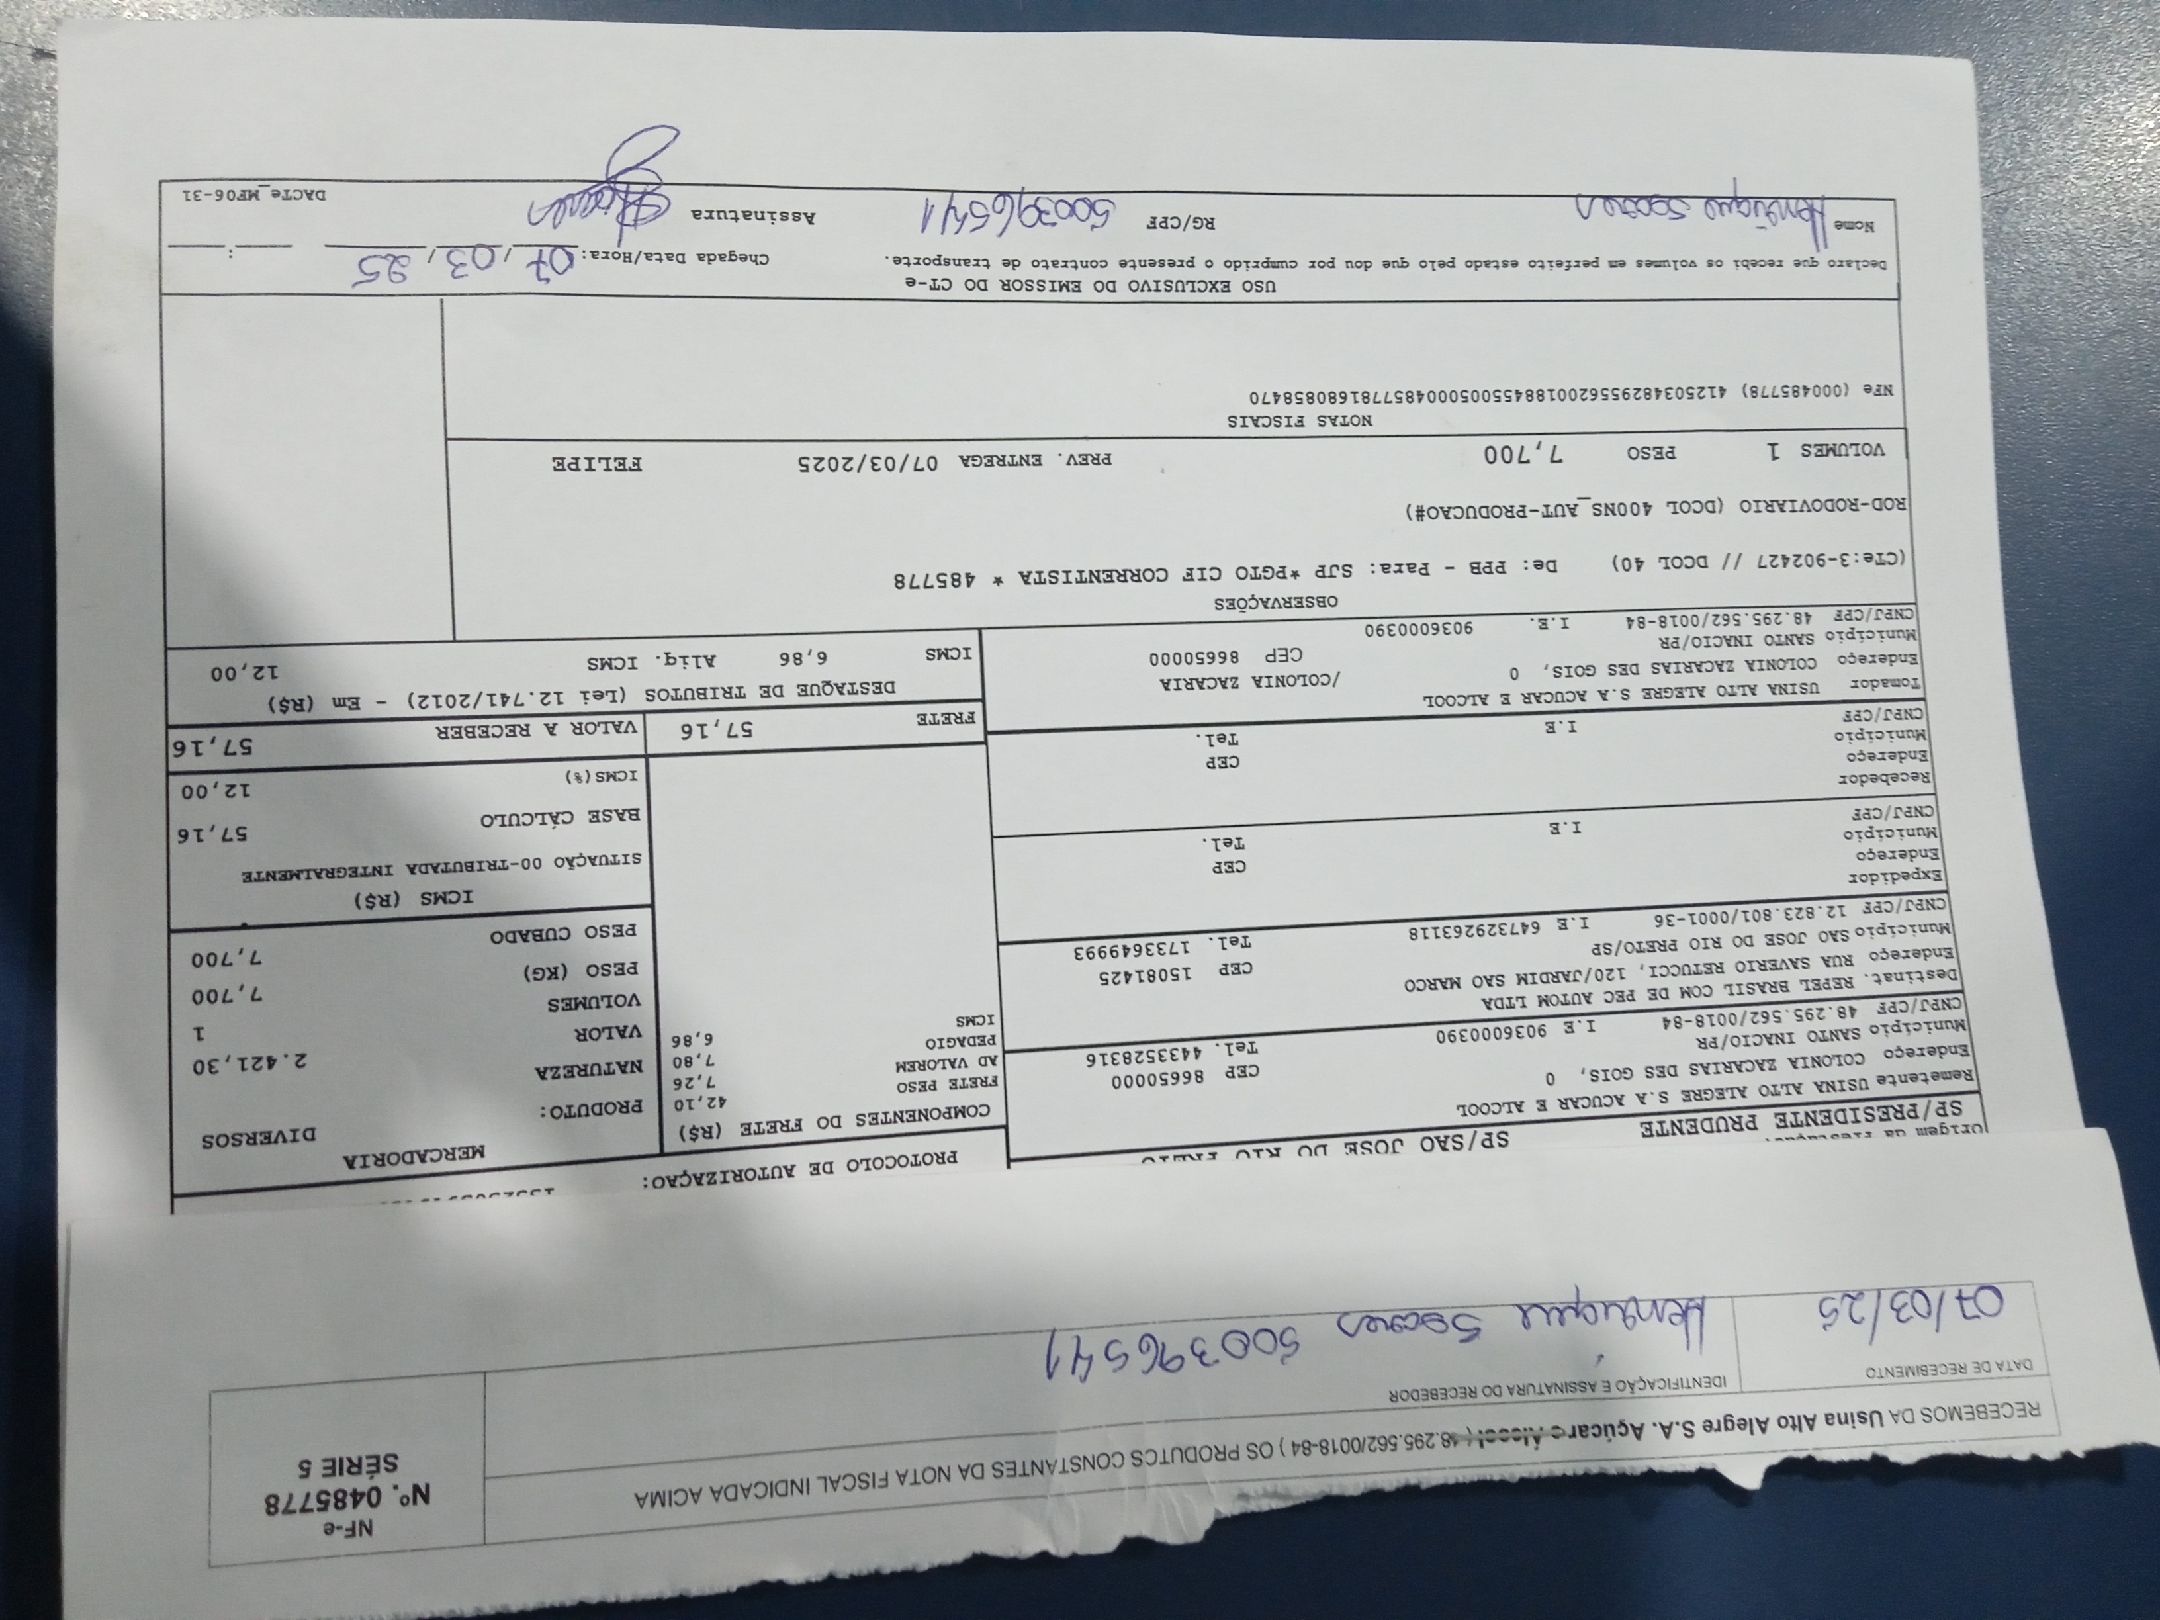 RECEBEMOS DA Usina Alto Alegre S.A. Açúcar e Álcool ( 48.295.562/0018-84 ) OS PRODUTOS CONSTANTES DA NOTA FISCAL INDICADA ACIMA
NF-e
Nº. 0485778
SÉRIE 5
DATA DE RECEBIMENTO
07/03/25
IDENTIFICAÇÃO E ASSINATURA DO RECEBEDOR
Henrique Soares 500396541
Origem da
SP/PRESIDENTE PRUDENTE
SP/SAO JOSE DO RIO
PROTOCOLO DE AUTORIZAÇAO:
Remetente USINA ALTO ALEGRE S.A ACUCAR E ALCOOL
Endereço COLONIA ZACARIAS DES GOIS, 0 CEP 86650000
Município SANTO INACIO/PR Tel. 4433528316
CNPJ/CPF 48.295.562/0018-84 I.E 9036000390
Destinat. REPEL BRASIL COM DE PEC AUTOM LTDA
Endereço RUA SAVERIO RETUCCI, 120/JARDIM SAO MARCO CEP 15081425
Município SAO JOSE DO RIO PRETO/SP Tel. 1733649993
CNPJ/CPF 12.823.801/0001-36 I.E 647329263118
Expedidor
Endereço CEP
Município Tel.
CNPJ/CPF I.E
Recebedor
Endereço CEP
Município Tel.
CNPJ/CPF I.E
Tomador USINA ALTO ALEGRE S.A ACUCAR E ALCOOL
Endereço COLONIA ZACARIAS DES GOIS, 0 /COLONIA ZACARIA
Município SANTO INACIO/PR CEP 86650000
CNPJ/CPF 48.295.562/0018-84 I.E. 9036000390
COMPONENTES DO FRETE (R$)
FRETE PESO 42,10
AD VALOREM 7,26
PEDAGIO 7,80
ICMS 6,86
FRETE 57,16
MERCADORIA
PRODUTO: DIVERSOS
NATUREZA
VALOR 2.421,30
VOLUMES 1
PESO (KG) 7,700
PESO CUBADO 7,700
ICMS (R$)
SITUAÇÃO 00-TRIBUTADA INTEGRALMENTE
BASE CÁLCULO 57,16
ICMS(%) 12,00
VALOR A RECEBER 57,16
DESTAQUE DE TRIBUTOS (Lei 12.741/2012) - Em (R$)
ICMS 6,86 Aliq. ICMS 12,00
OBSERVAÇÕES
(CTe:3-902427 // DCOL 40) De: PPB - Para: SJP *PGTO CIF CORRENTISTA * 485778
ROD-RODOVIARIO (DCOL 400NS_AUT-PRODUCAO#)
VOLUMES 1 PESO 7,700 PREV. ENTREGA 07/03/2025 FELIPE
NOTAS FISCAIS
NFe (000485778) 41250348295562001884550050004857781680858470
USO EXCLUSIVO DO EMISSOR DO CT-e
Declaro que recebi os volumes em perfeito estado pelo que dou por cumprido o presente contrato de transporte. Chegada Data/Hora: 07/03/25 :
Nome Henrique Soares RG/CPF 500396541 Assinatura Soares
DACTe_MF06-31